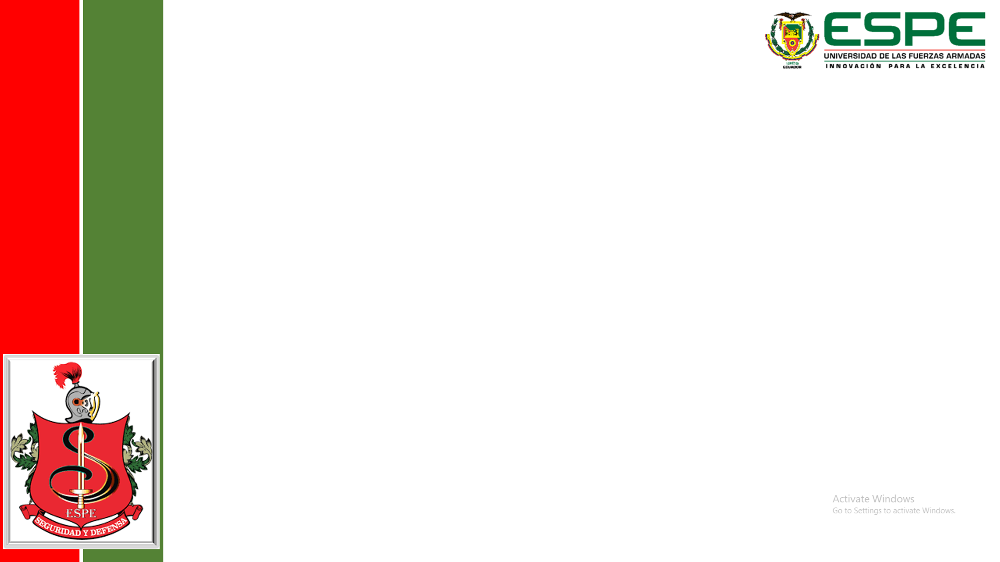 ESPE
UNIVERSIDAD DE LAS FUERZAS ARMADAS
INNOVACIÓN PARA LA EXCELENCIA
ECUADOR
ESPE
SEGURIDAD Y DEFENSA
Activate Windows
Go to Settings to activate Windows.